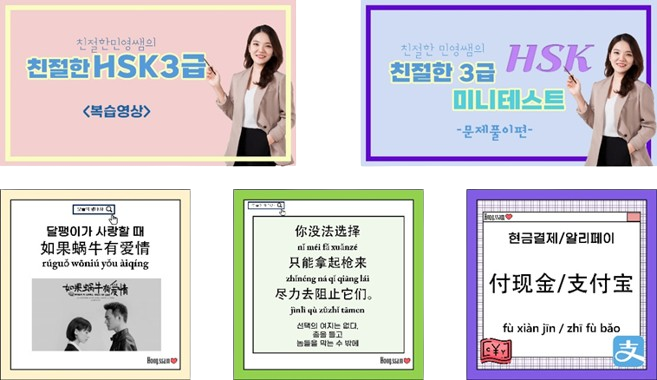 친절한민영쌤의
친절한HSK3급
<복습영상>
친절한 민영쌤의
친절한 3급 HSK
미니테스트
-문제풀이편-
달팽이가 사랑할 때
如果蜗牛有爱情
rúguǒ wōniú yǒu àiqíng
如果蜗牛有爱情
Hongssam
你没法选择
nǐ méi fǎ xuǎnzé
只能拿起枪来
zhǐnéng ná qǐ qiāng lái
尽力去阻止它们。
jìnlì qù zǔzhǐ tāmen
선택의 여지는 없다,
총을 들고
놈들을 막는 수 밖에
Hongssam
Hongssam
현금결제/알리페이
付现金/支付宝
fù xiàn jīn / zhī fù bǎo
支